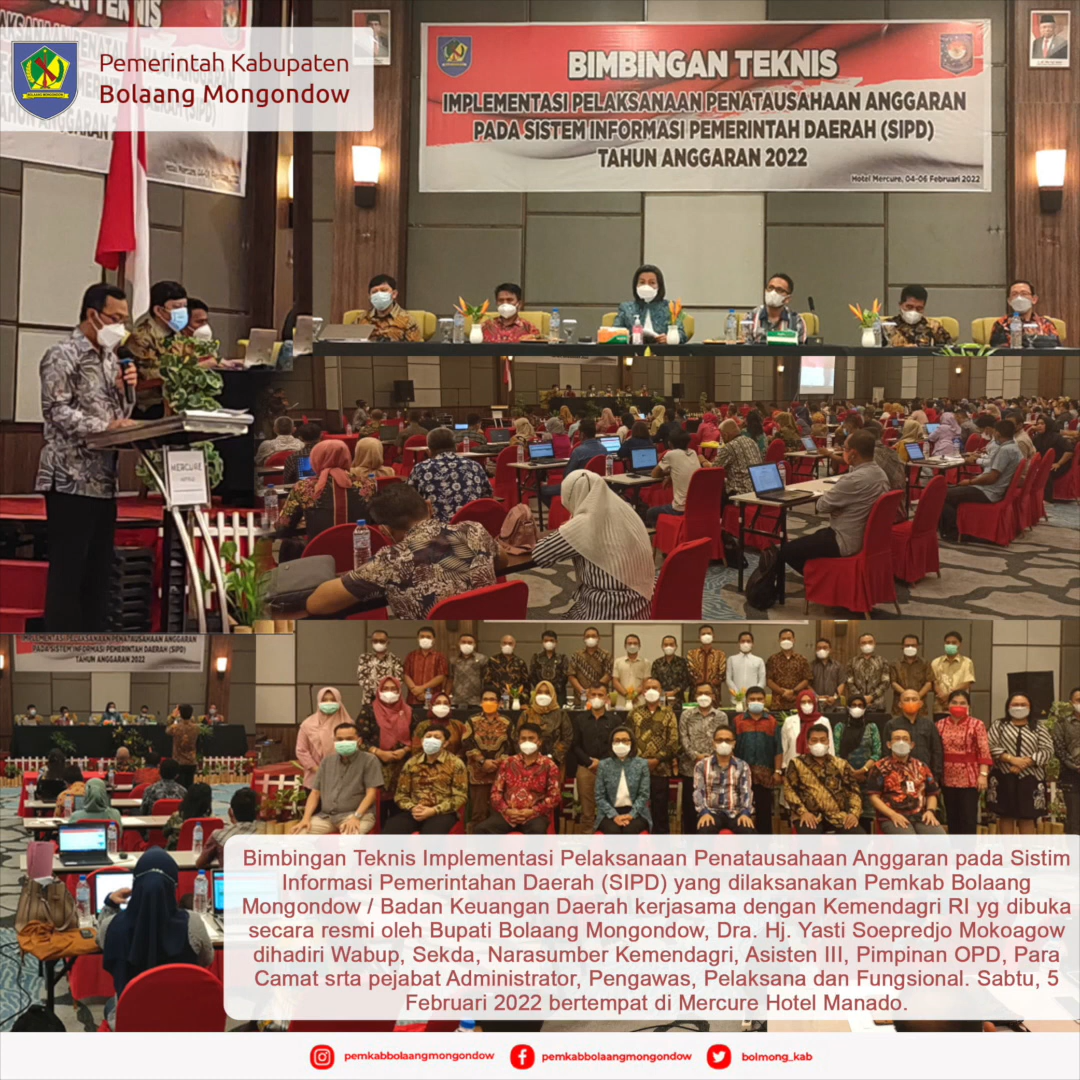 Pemerintah Kabupaten
Bolaang Mongondow
BOLAANG MONGONDOW
BIMBINGAN TEKNIS
IMPLEMENTASI PELAKSANAAN PENATAUSAHAAN ANGGARAN
PADA SISTEM INFORMASI PEMERINTAH DAERAH (SIPD)
TAHUN ANGGARAN 2022
Hotel Mercure, 04-06 Februari 2022
MERCURE
HOTELS
IMPLEMENTASI PELAKSANAAN PENATAUSAHAAN ANGGARAN
PADA SISTEM INFORMASI PEMERINTAH DAERAH (SIPD)
TAHUN ANGGARAN 2022
Bimbingan Teknis Implementasi Pelaksanaan Penatausahaan Anggaran pada Sistim
Informasi Pemerintahan Daerah (SIPD) yang dilaksanakan Pemkab Bolaang
Mongondow / Badan Keuangan Daerah kerjasama dengan Kemendagri RI yg dibuka
secara resmi oleh Bupati Bolaang Mongondow, Dra. Hj. Yasti Soepredjo Mokoagow
dihadiri Wabup, Sekda, Narasumber Kemendagri, Asisten III, Pimpinan OPD, Para
Camat srta pejabat Administrator, Pengawas, Pelaksana dan Fungsional. Sabtu, 5
Februari 2022 bertempat di Mercure Hotel Manado.
pemkabbolaangmongondow
pemkabbolaangmongondow
bolmong_kab